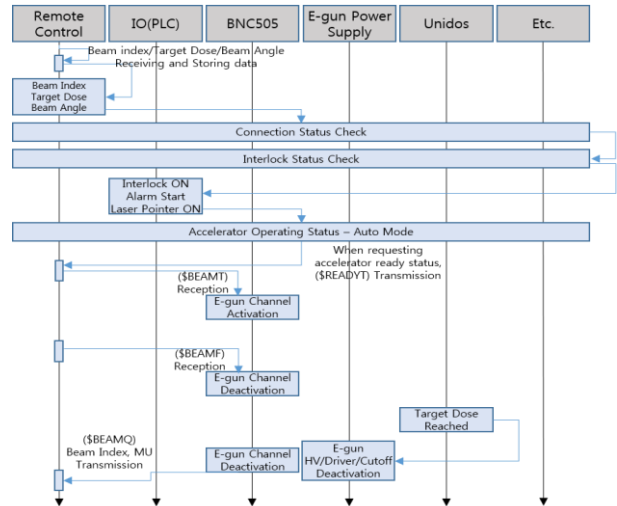 Remote
Control
IO(PLC)
BNC505
E-gun Power
Supply
Unidos
Etc.
Beam index/Target Dose/Beam Angle
Receiving and Storing data
Beam Index
Target Dose
Beam Angle
Connection Status Check
Interlock Status Check
Interlock ON
Alarm Start
Laser Pointer ON
Accelerator Operating Status – Auto Mode
When requesting
accelerator ready status,
($READYT) Transmission
($BEAMT)
Reception
E-gun Channel
Activation
($BEAMF)
Reception
E-gun Channel
Deactivation
Target Dose
Reached
($BEAMQ)
Beam Index, MU
Transmission
E-gun Channel
Deactivation
E-gun
HV/Driver/Cutoff
Deactivation